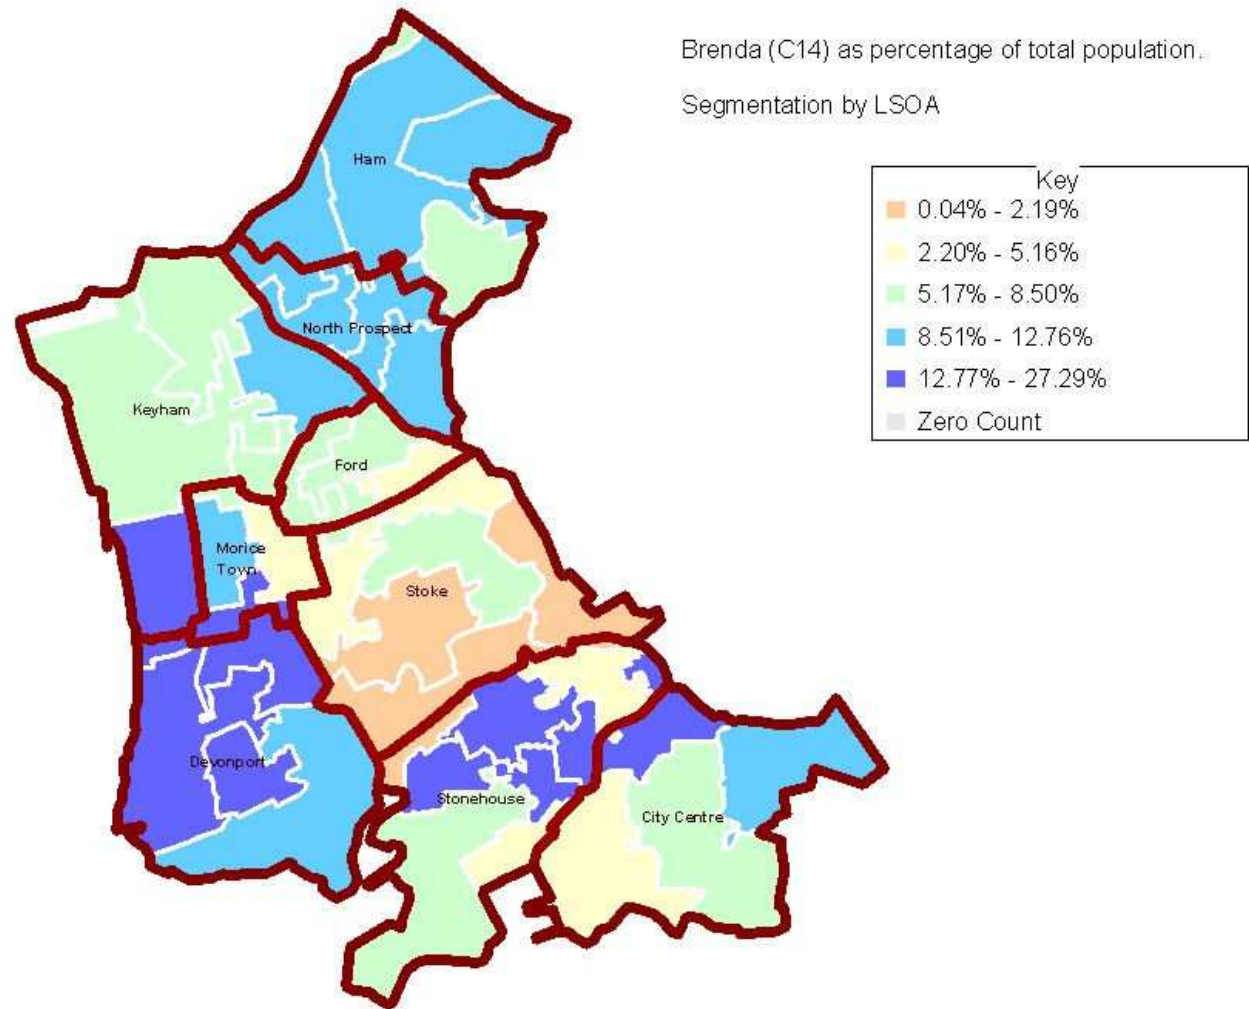 Brenda (C14) as percentage of total population.
Segmentation by LSOA
Key
0.04% - 2.19%
2.20% - 5.16%
5.17% - 8.50%
8.51% - 12.76%
12.77% - 27.29%
Zero Count
Ham
North Prospect
Keyham
Ford
Morice
Town
Stoke
Devonport
Stonehouse
City Centre